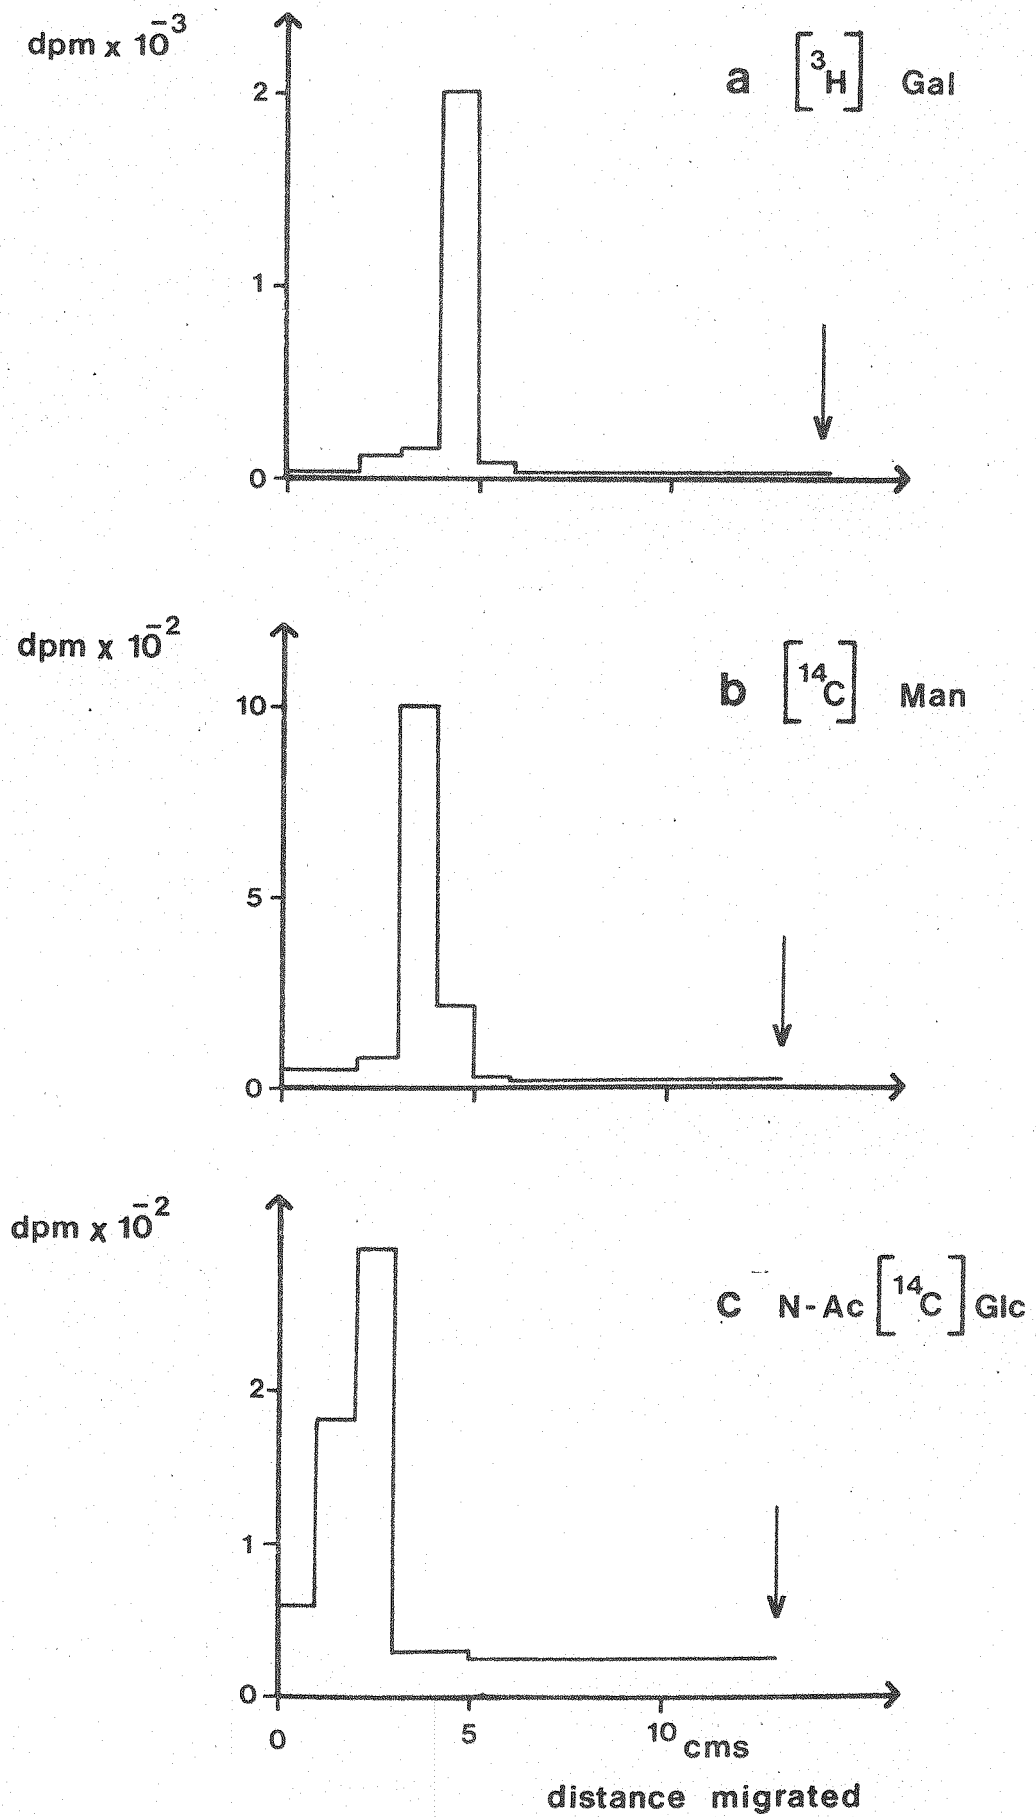 dpm x 10⁻³
a [³H] Gal
2
1
0
dpm x 10⁻²
b [¹⁴C] Man
10
5
0
dpm x 10⁻²
c N-Ac [¹⁴C] Glc
2
1
0
0 5 10 cms
distance migrated